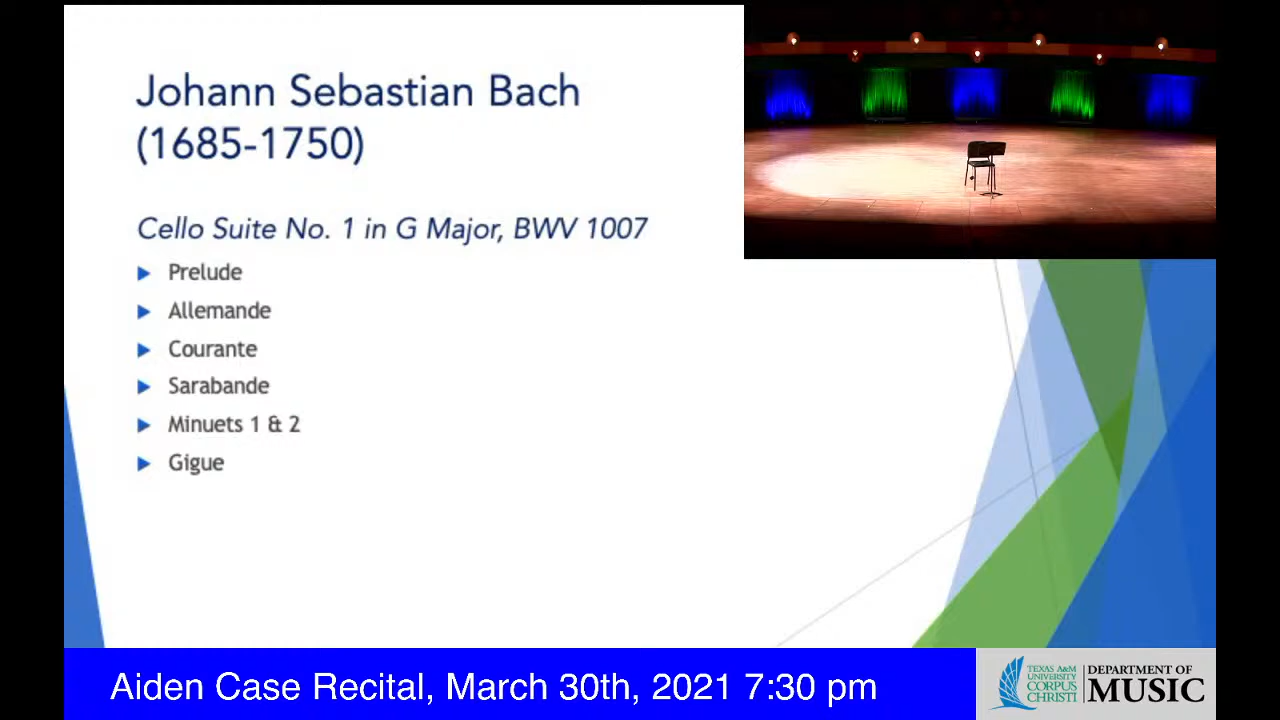 Johann Sebastian Bach
(1685-1750)
Cello Suite No. 1 in G Major, BWV 1007
Prelude
Allemande
Courante
Sarabande
Minuets 1 & 2
Gigue
Aiden Case Recital, March 30th, 2021 7:30 pm
TEXAS A&M
UNIVERSITY
CORPUS
CHRISTI
DEPARTMENT OF
MUSIC